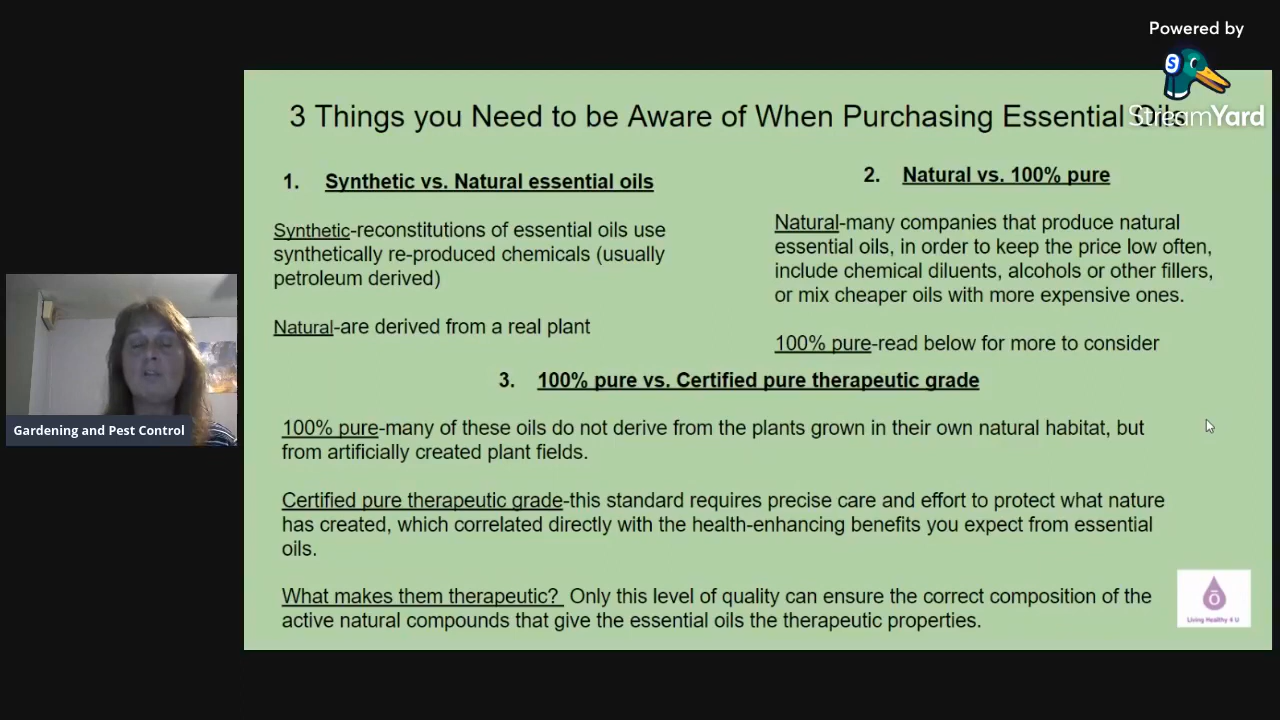 Powered by
StreamYard
3 Things you Need to be Aware of When Purchasing Essential Oils
1. Synthetic vs. Natural essential oils
Synthetic-reconstitutions of essential oils use
synthetically re-produced chemicals (usually
petroleum derived)
Natural-are derived from a real plant
2. Natural vs. 100% pure
Natural-many companies that produce natural
essential oils, in order to keep the price low often,
include chemical diluents, alcohols or other fillers,
or mix cheaper oils with more expensive ones.
100% pure-read below for more to consider
3. 100% pure vs. Certified pure therapeutic grade
100% pure-many of these oils do not derive from the plants grown in their own natural habitat, but
from artificially created plant fields.
Certified pure therapeutic grade-this standard requires precise care and effort to protect what nature
has created, which correlated directly with the health-enhancing benefits you expect from essential
oils.
What makes them therapeutic? Only this level of quality can ensure the correct composition of the
active natural compounds that give the essential oils the therapeutic properties.
Living Healthy 4 U
Gardening and Pest Control